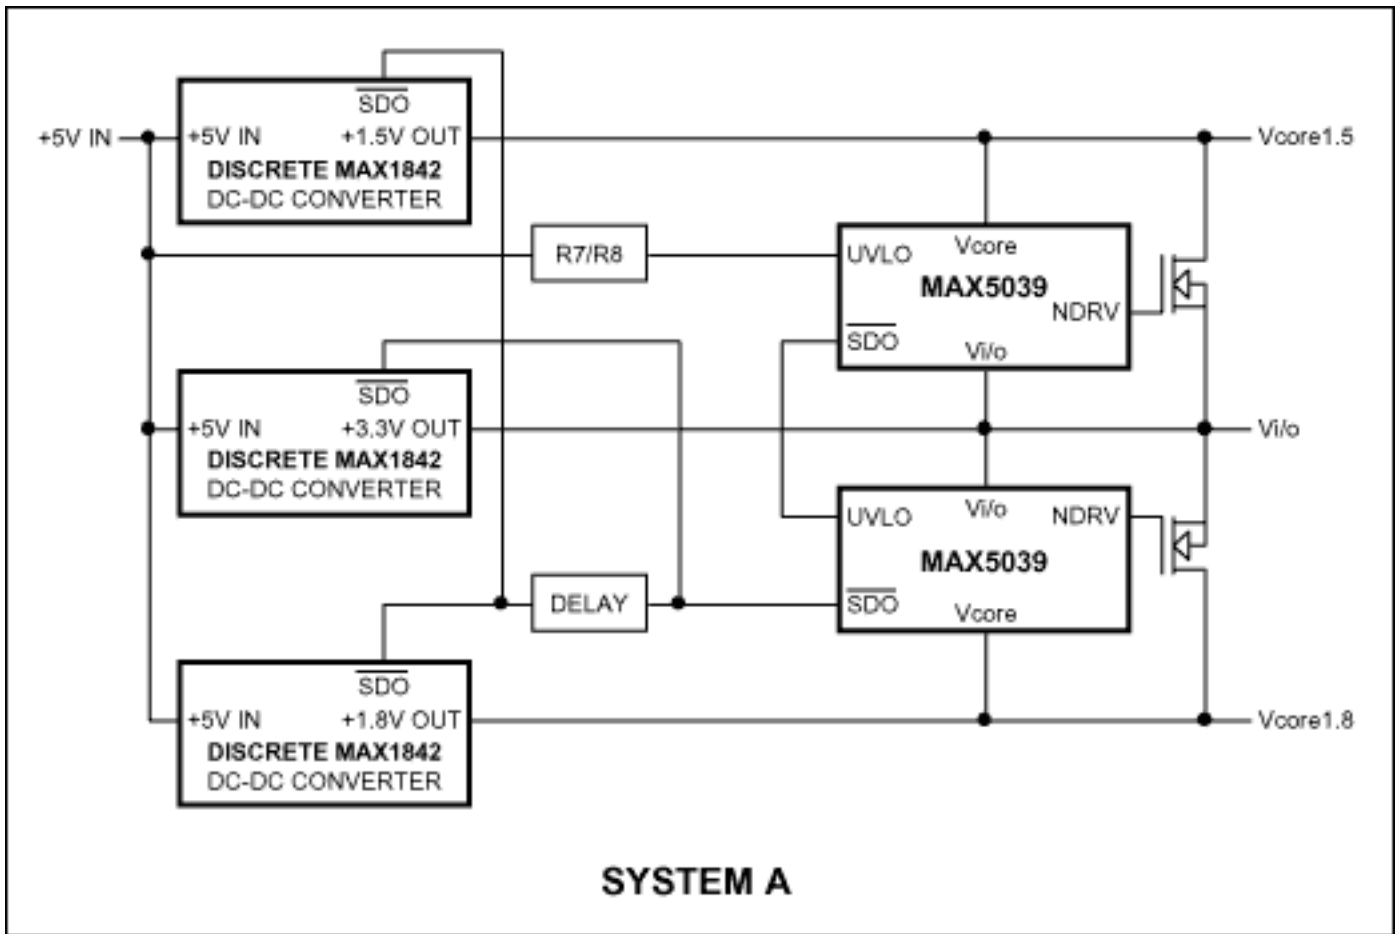 SDO
+5V IN
+5V IN +1.5V OUT
DISCRETE MAX1842
DC-DC CONVERTER
Vcore1.5
R7/R8
UVLO
Vcore
MAX5039
NDRV
SDO
Vi/o
SDO
+5V IN +3.3V OUT
DISCRETE MAX1842
DC-DC CONVERTER
Vi/o
UVLO
Vi/o
NDRV
MAX5039
DELAY
SDO
Vcore
SDO
+5V IN +1.8V OUT
DISCRETE MAX1842
DC-DC CONVERTER
Vcore1.8
SYSTEM A